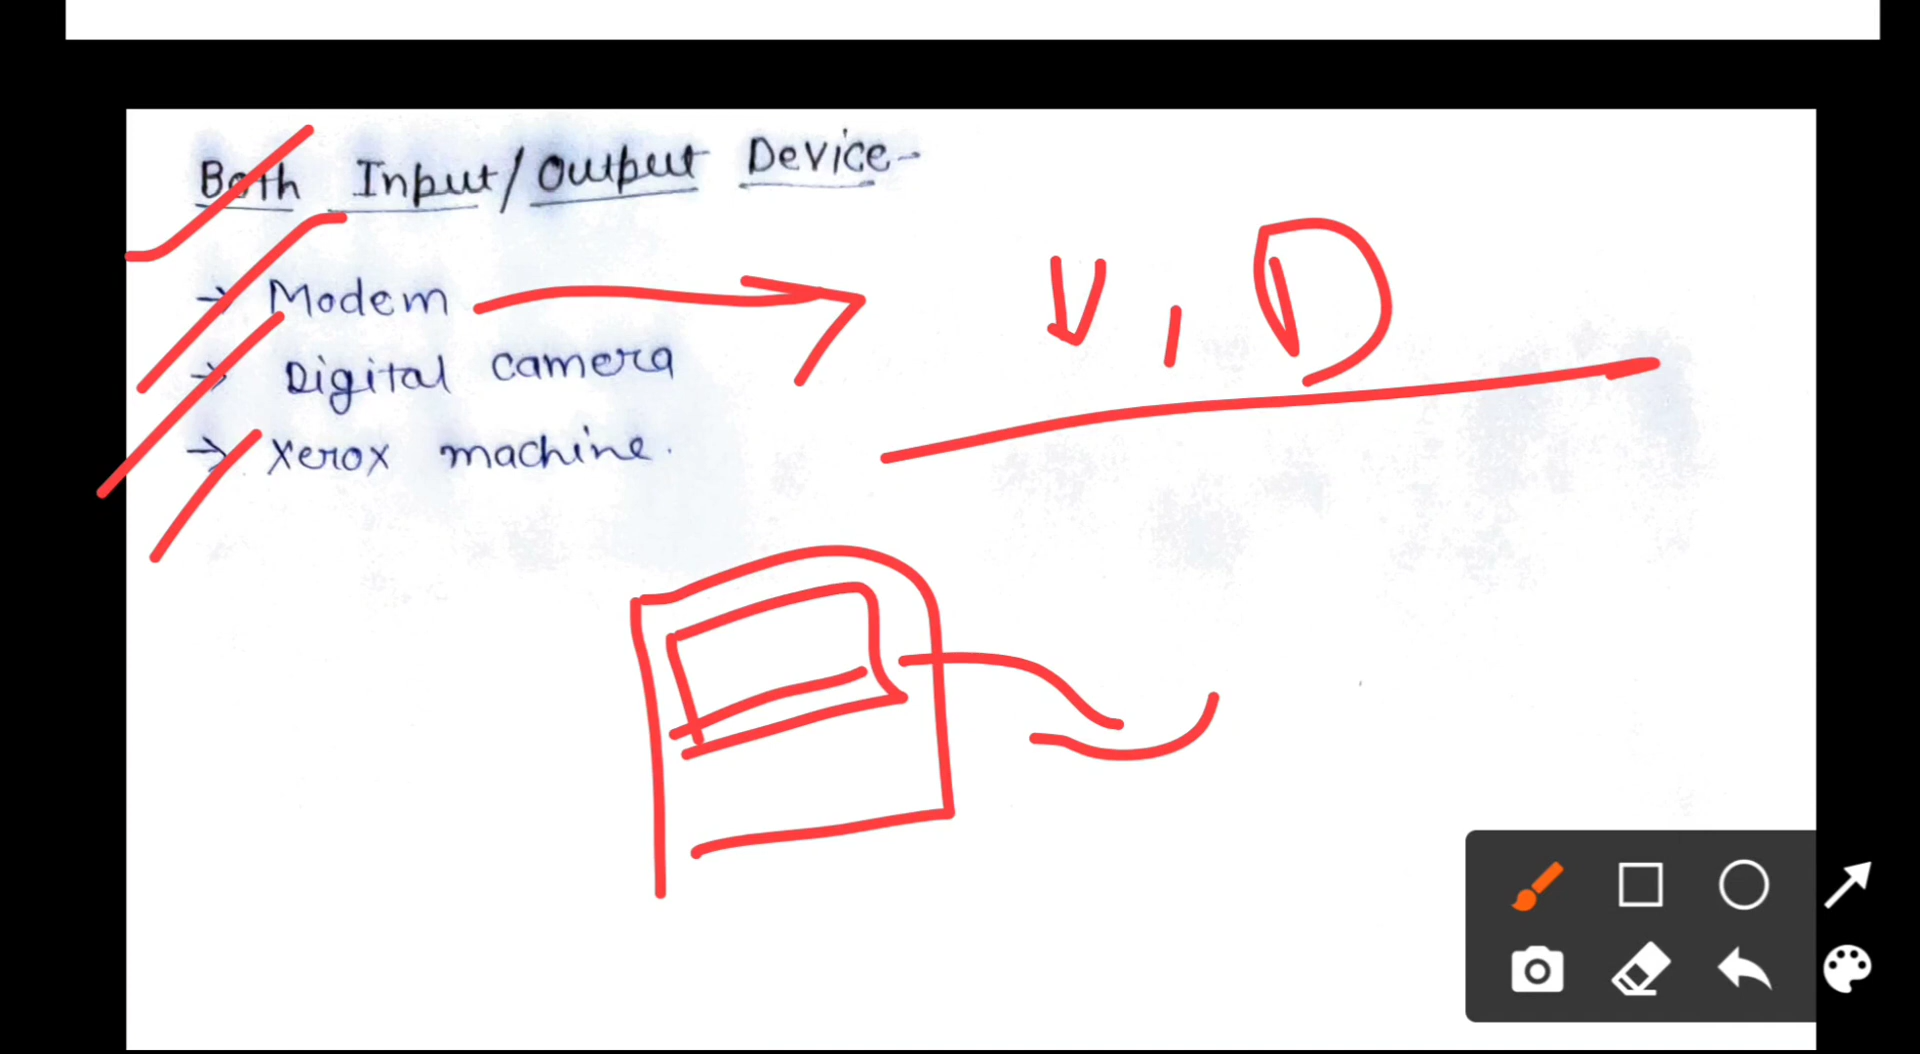 Both Input/Output Device-
→ Modem
→ Digital camera
→ Xerox machine.
V, D